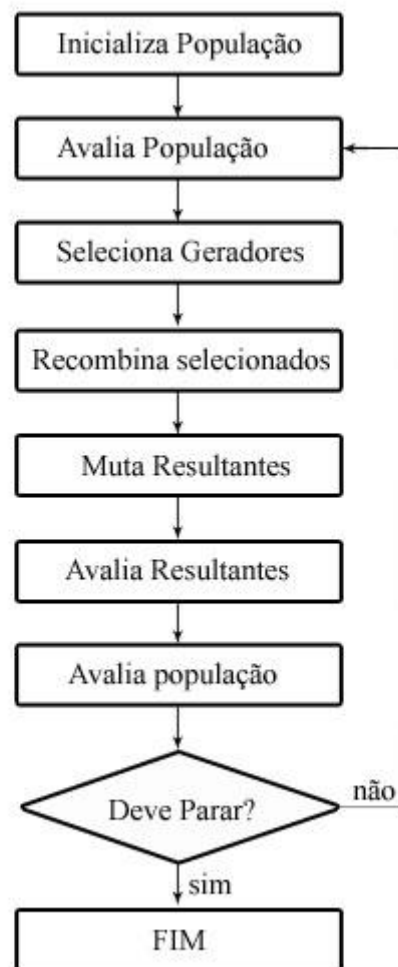 Inicializa População
Avalia População
Seleciona Geradores
Recombina selecionados
Muta Resultantes
Avalia Resultantes
Avalia população
Deve Parar?
não
sim
FIM